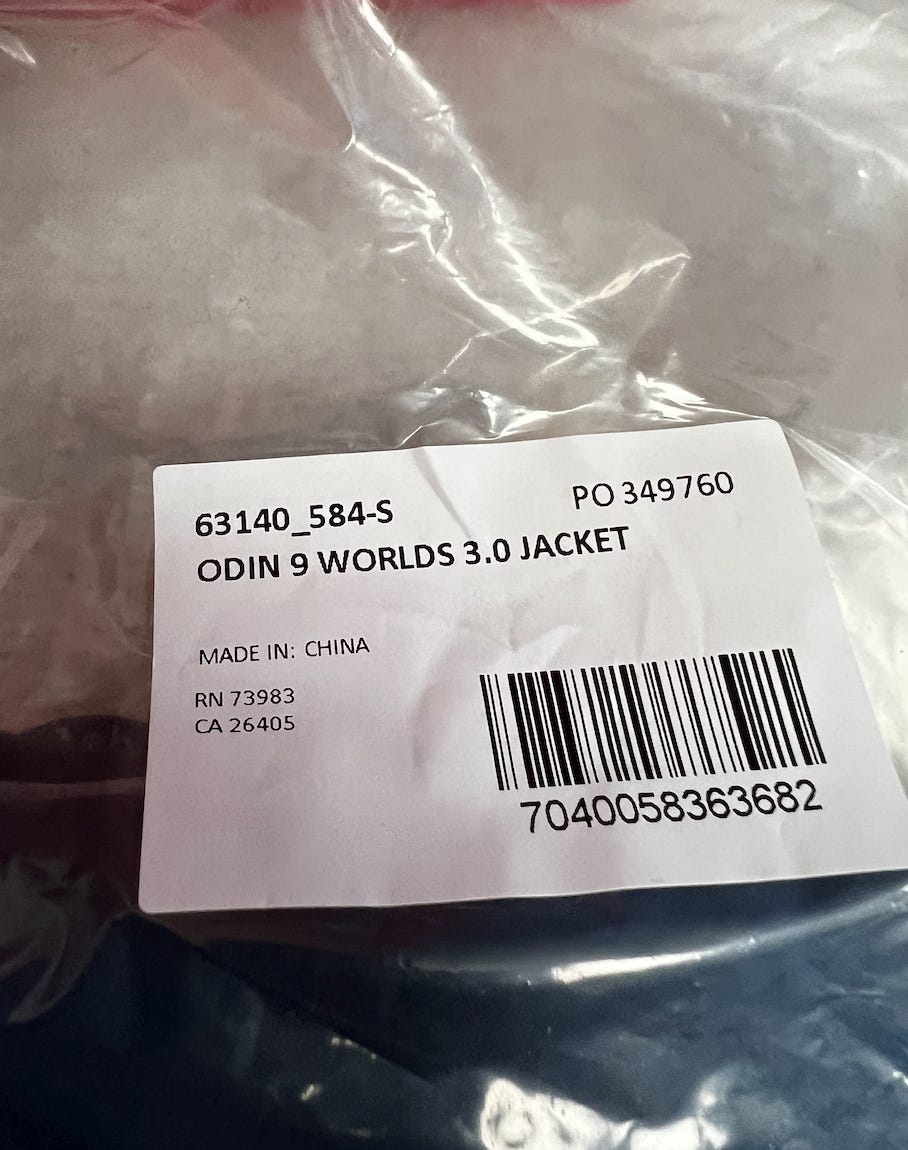 63140_584-S PO 349760
ODIN 9 WORLDS 3.0 JACKET
MADE IN: CHINA
RN 73983
CA 26405
7040058363682